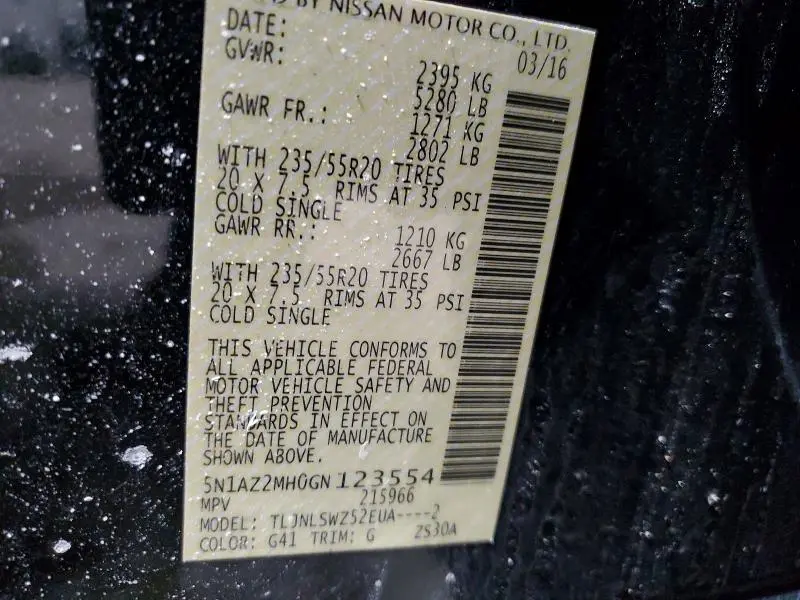 BY NISSAN MOTOR CO., LTD.
DATE: 03/16
GVWR: 2395 KG
5280 LB
GAWR FR.: 1271 KG
2802 LB
WITH 235/55R20 TIRES
20 X 7.5 RIMS AT 35 PSI
COLD SINGLE
GAWR RR.: 1210 KG
2667 LB
WITH 235/55R20 TIRES
20 X 7.5 RIMS AT 35 PSI
COLD SINGLE
THIS VEHICLE CONFORMS TO
ALL APPLICABLE FEDERAL
MOTOR VEHICLE SAFETY AND
THEFT PREVENTION
STANDARDS IN EFFECT ON
THE DATE OF MANUFACTURE
SHOWN ABOVE.
5N1AZ2MH0GN123554
MPV 215966
MODEL: TLJNLSWZ52EUA----2
COLOR: G41 TRIM: G ZS30A